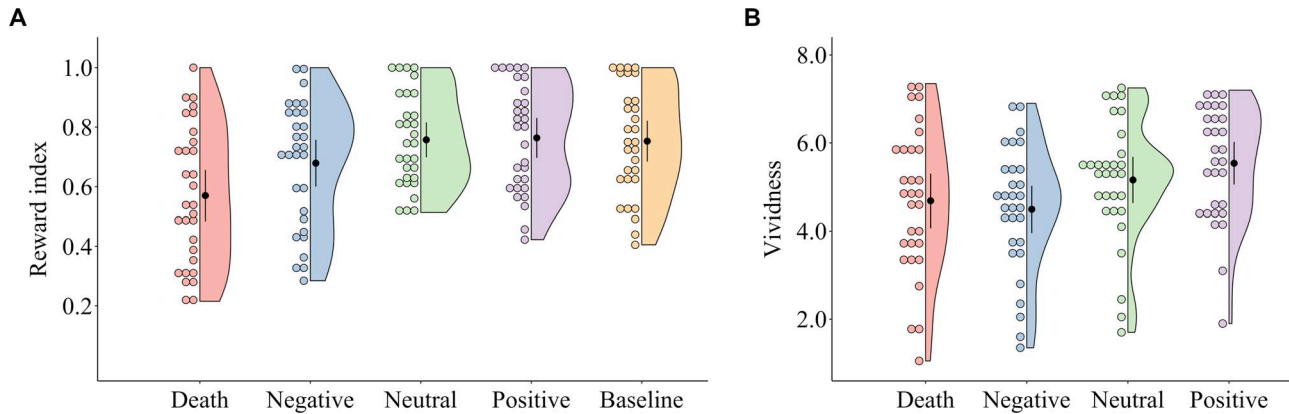 A
Reward index
1.0
0.8
0.6
0.4
0.2
Death Negative Neutral Positive Baseline
B
Vividness
8.0
6.0
4.0
2.0
Death Negative Neutral Positive